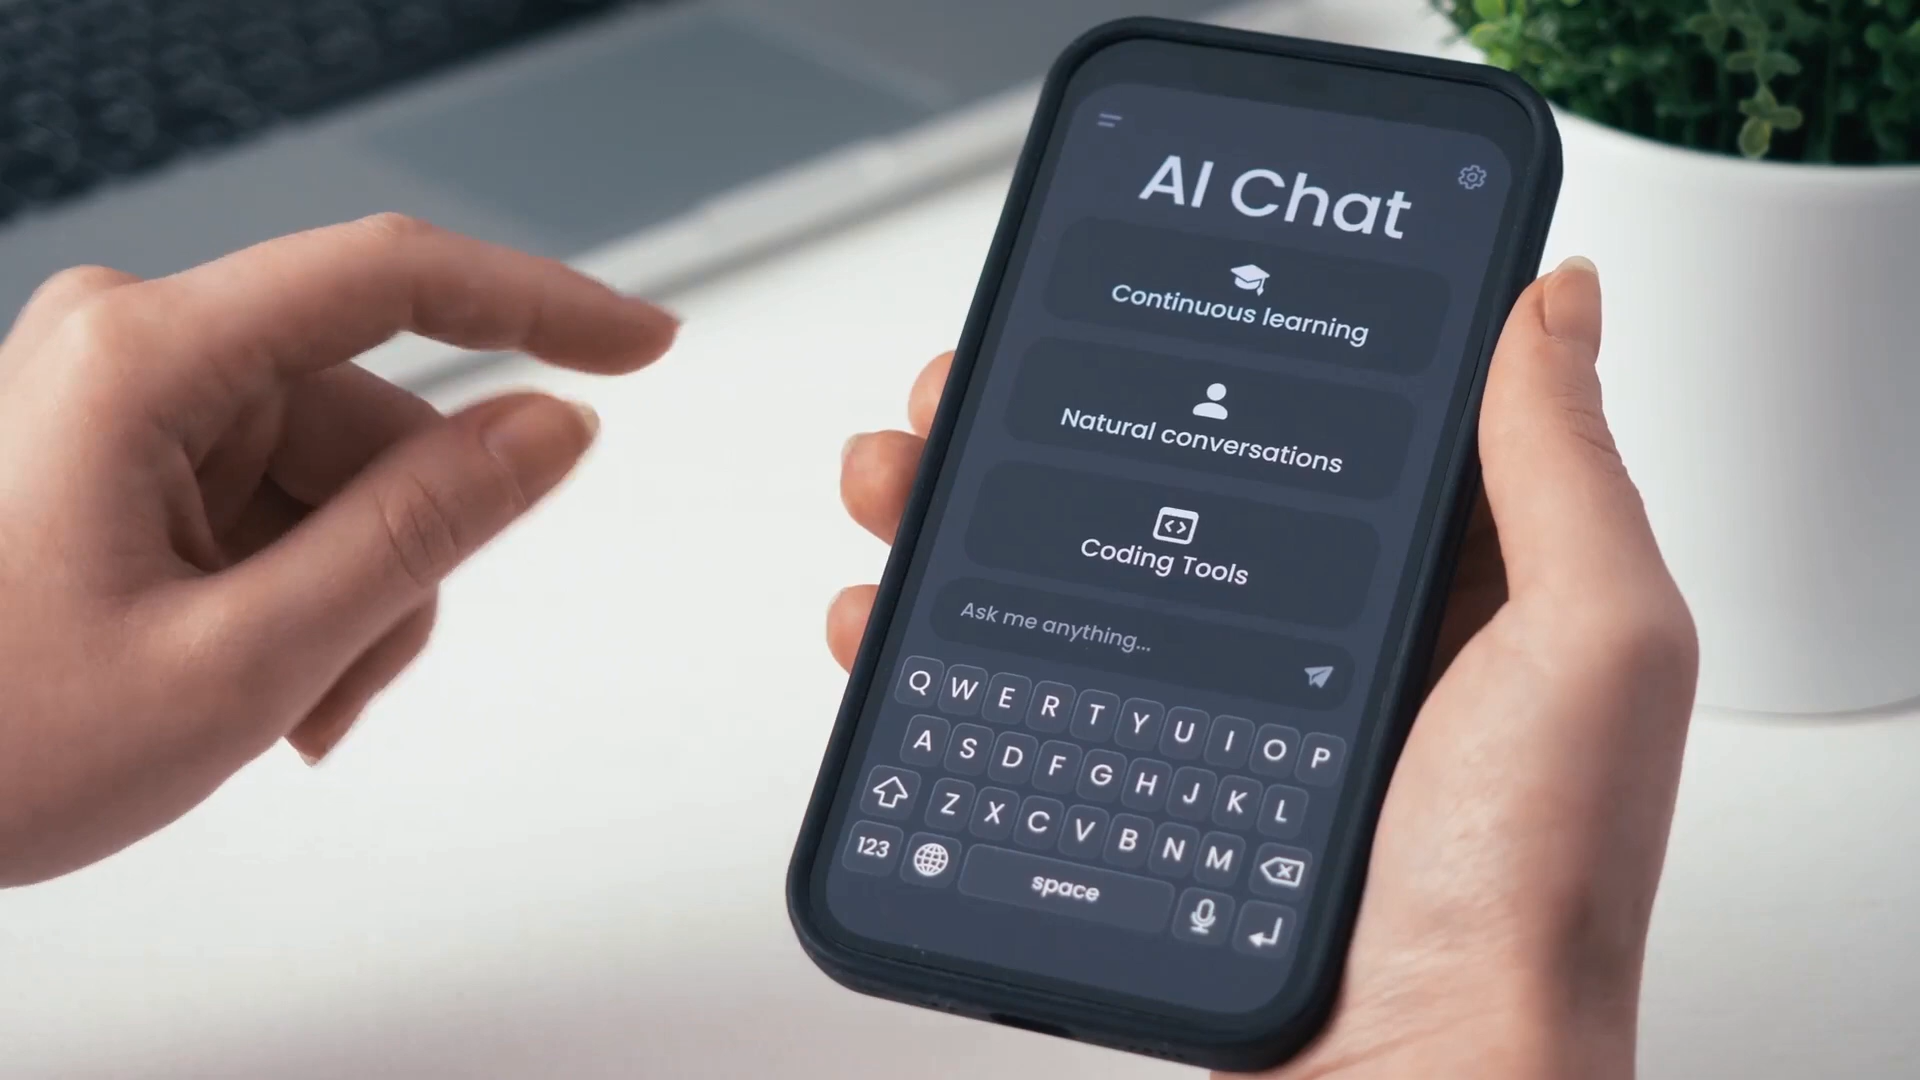 AI Chat
Continuous learning
Natural conversations
Coding Tools
Ask me anything...
Q W E R T Y U I O P
A S D F G H J K L
Z X C V B N M
123 space